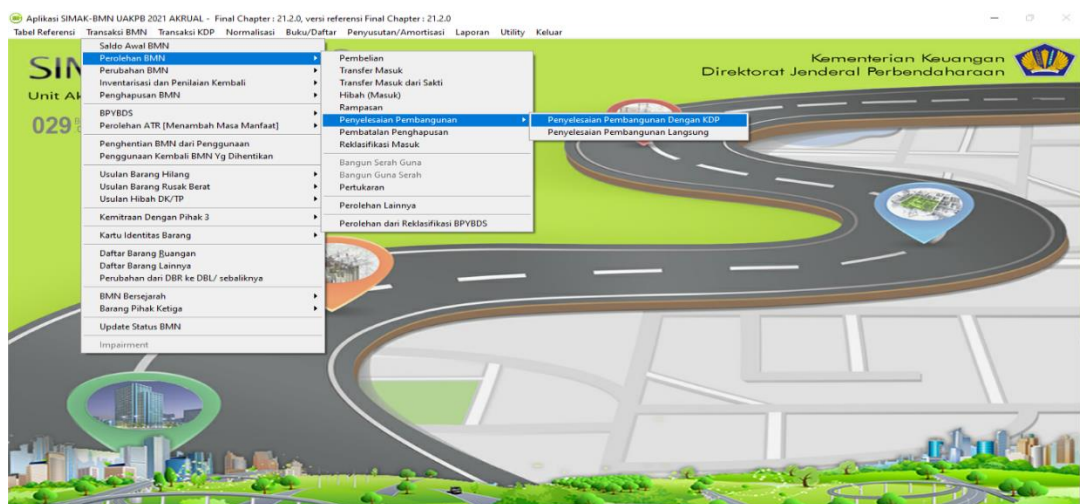 Aplikasi SIMAK-BMN UAKPB 2021 AKRUAL - Final Chapter : 21.2.0, versi referensi Final Chapter : 21.2.0
Tabel Referensi Transaksi BMN Transaksi KDP Normalisasi Buku/Daftar Penyusutan/Amortisasi Laporan Utility Keluar
Kementerian Keuangan
Direktorat Jenderal Perbendaharaan
SIM
Unit Ak
029
Saldo Awal BMN
Perolehan BMN
Perubahan BMN
Inventarisasi dan Penilaian Kembali
Penghapusan BMN
BPYBDS
Perolehan ATR [Menambah Masa Manfaat]
Penghentian BMN dari Penggunaan
Penggunaan Kembali BMN Yg Dihentikan
Usulan Barang Hilang
Usulan Barang Rusak Berat
Usulan Hibah DK/TP
Kemitraan Dengan Pihak 3
Kartu Identitas Barang
Daftar Barang Ruangan
Daftar Barang Lainnya
Perubahan dari DBR ke DBL/ sebaliknya
BMN Bersejarah
Barang Pihak Ketiga
Update Status BMN
Impairment
Pembelian
Transfer Masuk
Transfer Masuk dari Sakti
Hibah (Masuk)
Rampasan
Penyelesaian Pembangunan
Pembatalan Penghapusan
Reklasifikasi Masuk
Bangun Serah Guna
Bangun Guna Serah
Pertukaran
Perolehan Lainnya
Perolehan dari Reklasifikasi BPYBDS
Penyelesaian Pembangunan Dengan KDP
Penyelesaian Pembangunan Langsung